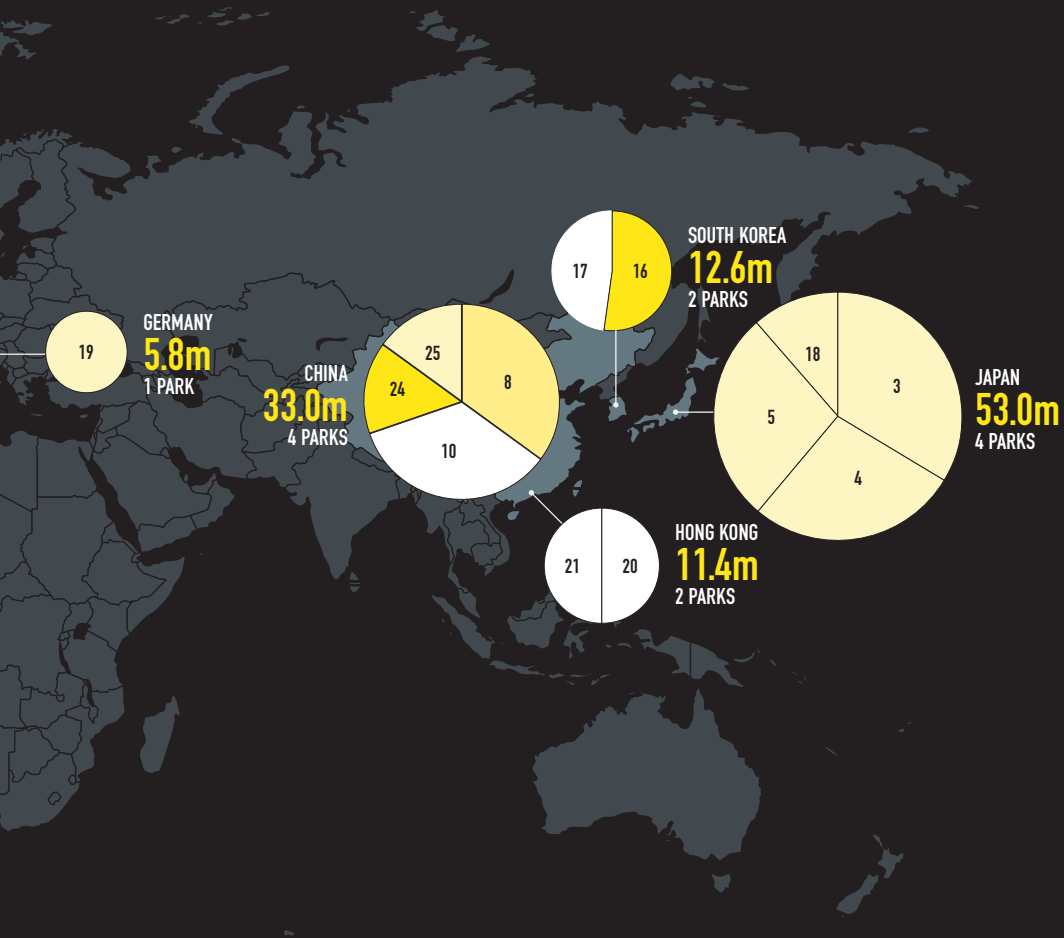 17
16
SOUTH KOREA
12.6m
2 PARKS
19
GERMANY
5.8m
1 PARK
CHINA
33.0m
4 PARKS
25
24
8
10
18
3
5
4
JAPAN
53.0m
4 PARKS
21
20
HONG KONG
11.4m
2 PARKS